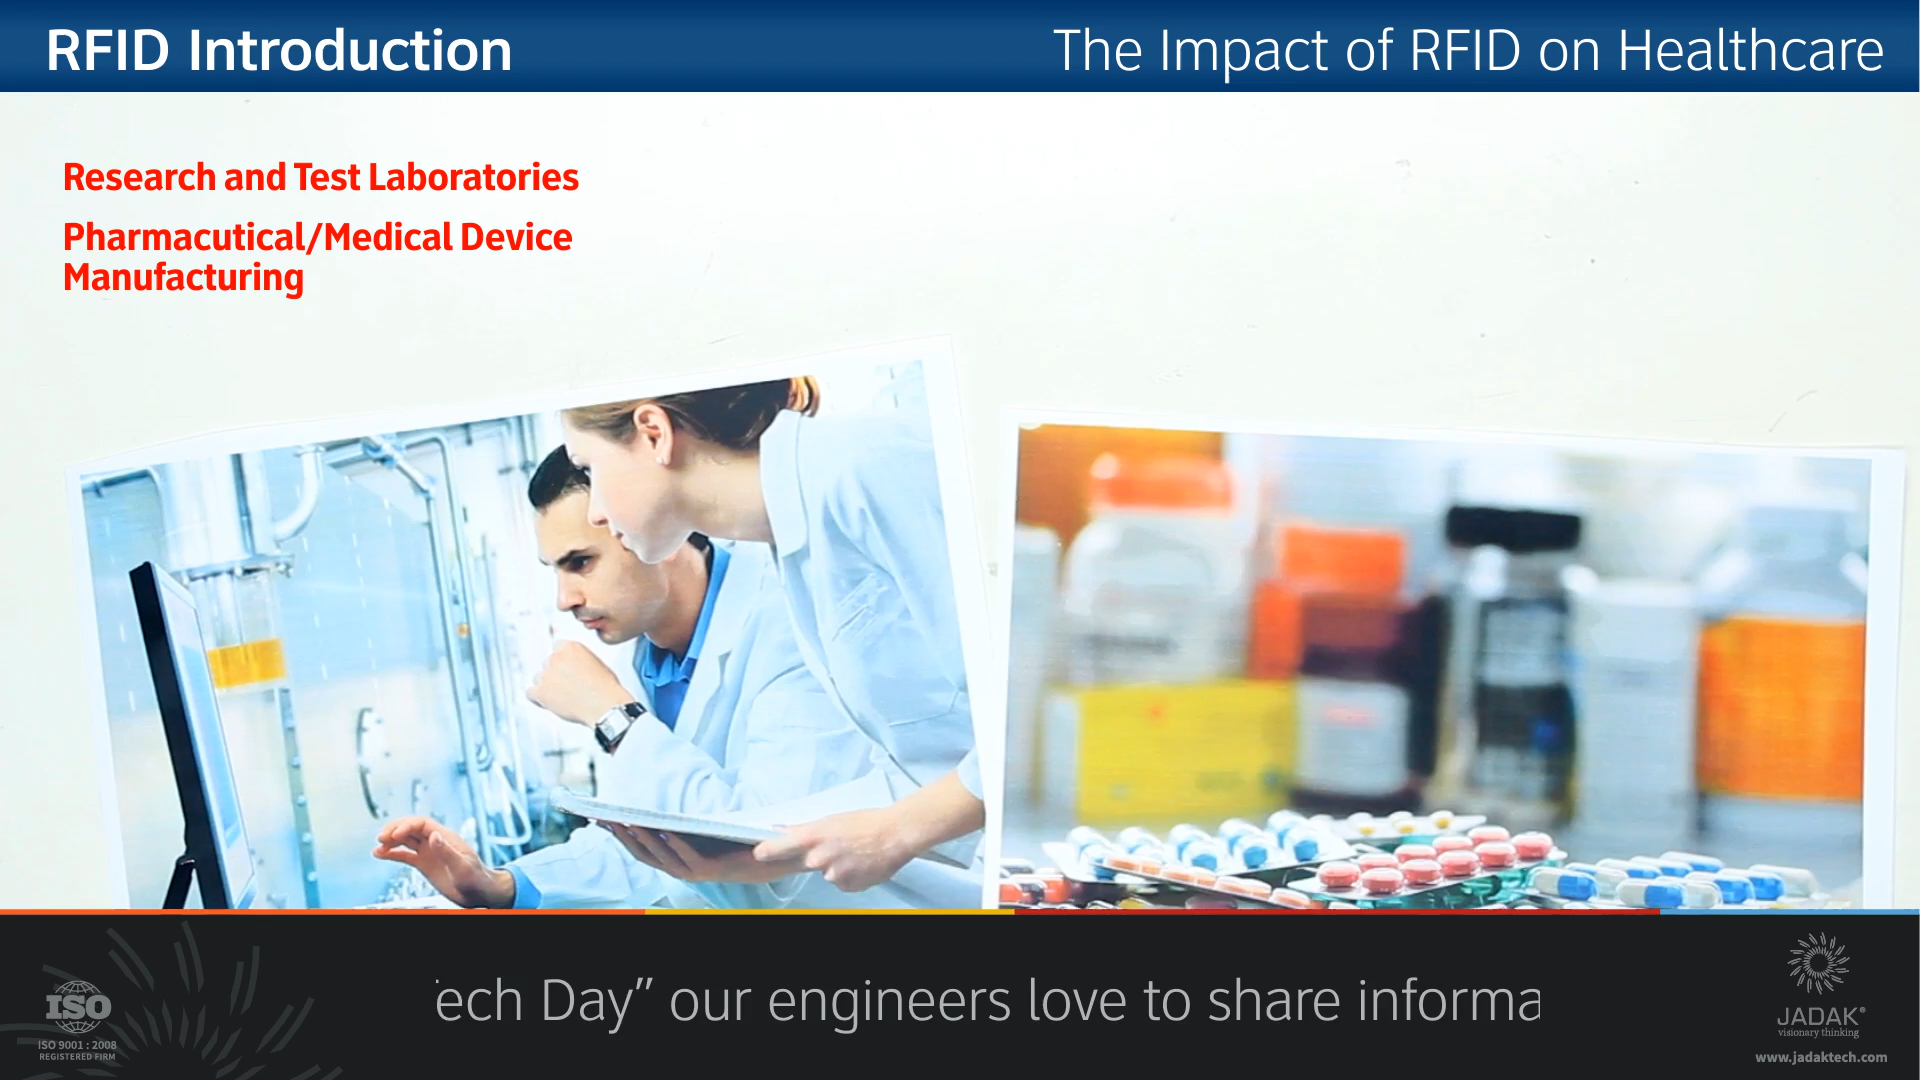 RFID Introduction
The Impact of RFID on Healthcare
Research and Test Laboratories
Pharmacutical/Medical Device
Manufacturing
ech Day” our engineers love to share informa
ISO
ISO 9001 : 2008
REGISTERED FIRM
JADAK®
visionary thinking
www.jadaktech.com